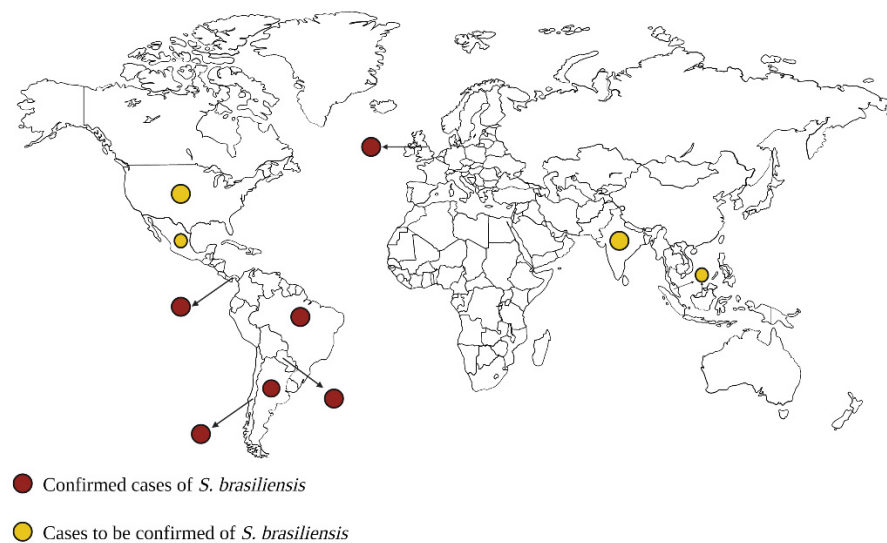 Confirmed cases of S. brasiliensis
Cases to be confirmed of S. brasiliensis